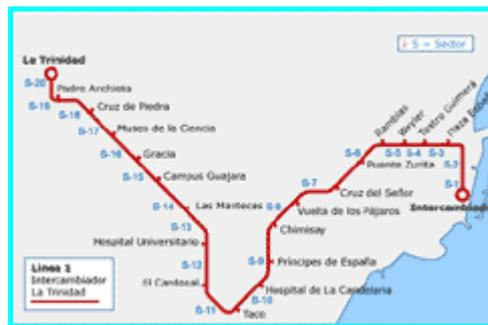 S = Sector
La Trinidad
S-20
Padre Anchieta
S-19
S-18
Cruz de Piedra
S-17
Museo de la Ciencia
S-16
Gracia
S-15
Campus Guajara
S-14
Las Mantecas
S-13
Hospital Universitario
S-12
El Cardonal
S-11
Taco
S-10
Hospital de La Candelaria
S-9
Príncipes de España
Chimisay
S-8
Vuelta de los Pájaros
S-7
Cruz del Señor
S-6
Puente Zurita
Ramblas
S-5
Weyler
S-4
Teatro Guimerá
S-3
Plaza España
S-2
S-1
Intercambiador
Línea 1
Intercambiador
La Trinidad